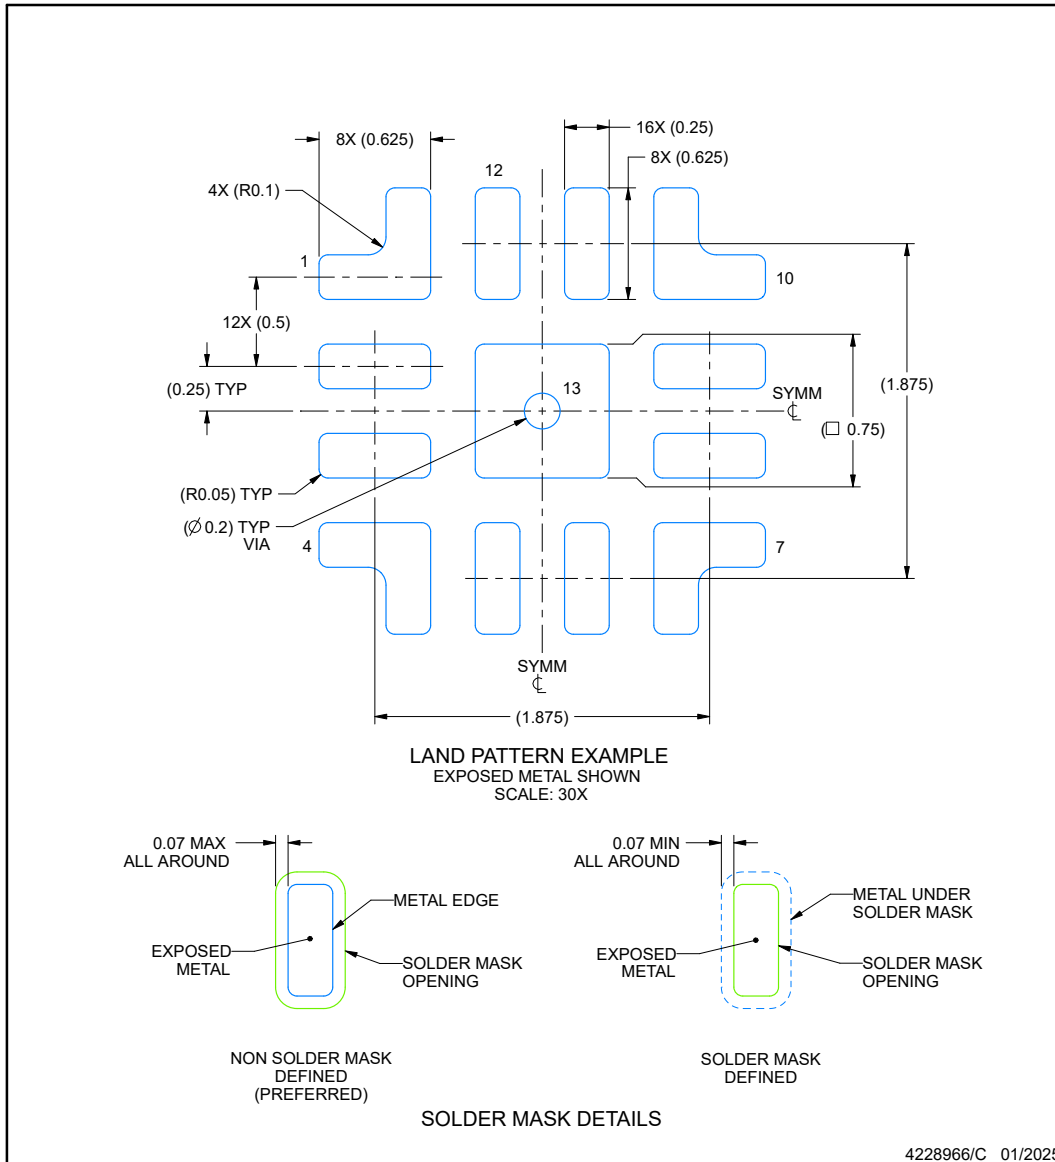 8X (0.625)
16X (0.25)
12
8X (0.625)
4X (R0.1)
1
10
12X (0.5)
(0.25) TYP
13
SYMM
℄
(1.875)
(□ 0.75)
(R0.05) TYP
(Ø 0.2) TYP
VIA
4
7
SYMM
℄
(1.875)
LAND PATTERN EXAMPLE
EXPOSED METAL SHOWN
SCALE: 30X
0.07 MAX
ALL AROUND
METAL EDGE
EXPOSED
METAL
SOLDER MASK
OPENING
NON SOLDER MASK
DEFINED
(PREFERRED)
0.07 MIN
ALL AROUND
METAL UNDER
SOLDER MASK
EXPOSED
METAL
SOLDER MASK
OPENING
SOLDER MASK
DEFINED
SOLDER MASK DETAILS
4228966/C 01/2025